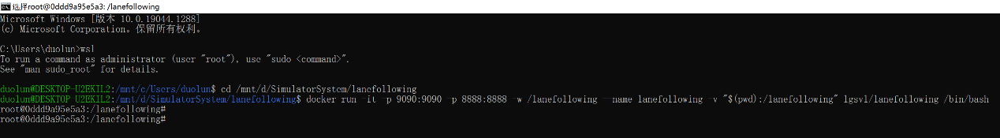 选择root@0ddd9a95e5a3: /lanefollowing
Microsoft Windows [版本 10.0.19044.1288]
(c) Microsoft Corporation。保留所有权利。
C:\Users\duolun>wsl
To run a command as administrator (user "root"), use "sudo <command>".
See "man sudo_root" for details.
duolun@DESKTOP-U2EKIL2:/mnt/c/Users/duolun$ cd /mnt/d/SimulatorSystem/lanefollowing
duolun@DESKTOP-U2EKIL2:/mnt/d/SimulatorSystem/lanefollowing$ docker run -it -p 9090:9090 -p 8888:8888 -w /lanefollowing --name lanefollowing -v "$(pwd):/lanefollowing" lgsvl/lanefollowing /bin/bash
root@0ddd9a95e5a3:/lanefollowing#
root@0ddd9a95e5a3:/lanefollowing#